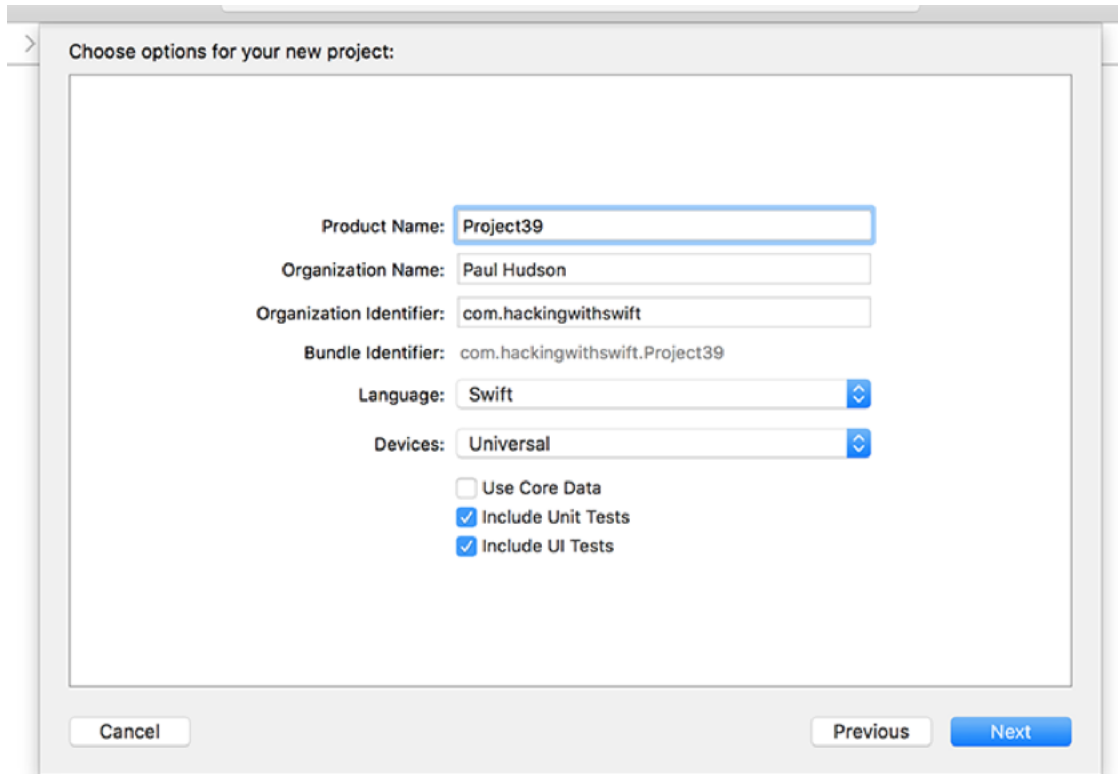 Choose options for your new project:
Product Name: Project39
Organization Name: Paul Hudson
Organization Identifier: com.hackingwithswift
Bundle Identifier: com.hackingwithswift.Project39
Language: Swift
Devices: Universal
Use Core Data
Include Unit Tests
Include UI Tests
Cancel Previous Next